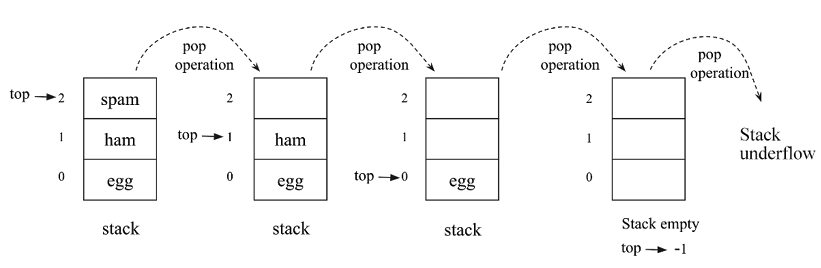 pop
operation
pop
operation
pop
operation
pop
operation
top 2 spam
1 ham
0 egg
stack
2
top 1 ham
0 egg
stack
2
1
top 0 egg
stack
2
1
0
Stack empty
top -1
Stack
underflow